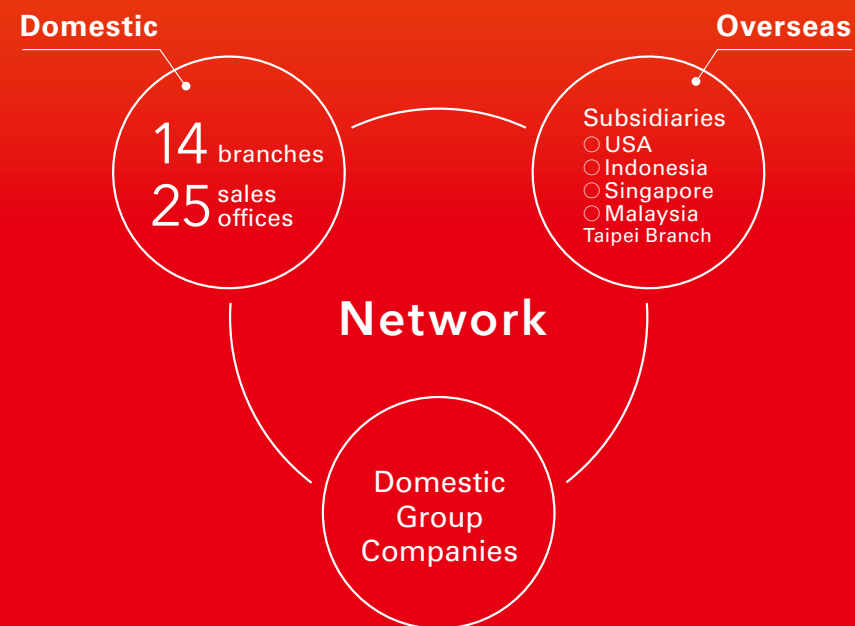 Domestic
14 branches
25 sales
offices
Overseas
Subsidiaries
○ USA
○ Indonesia
○ Singapore
○ Malaysia
Taipei Branch
Network
Domestic
Group
Companies